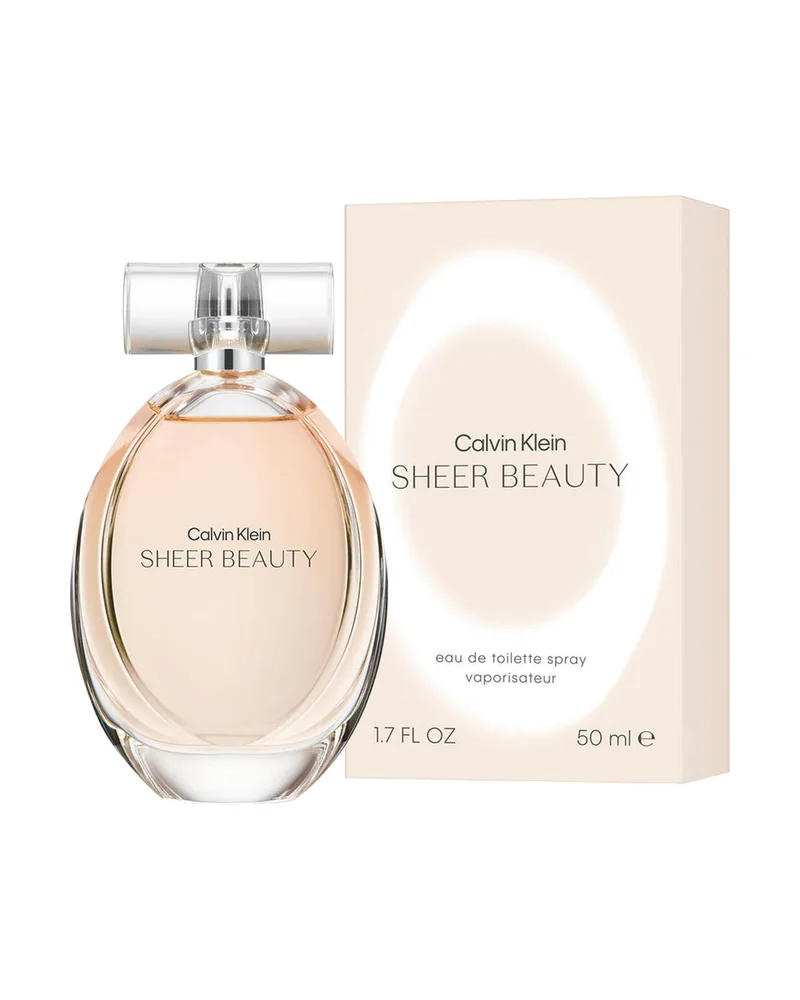 Calvin Klein
SHEER BEAUTY
Calvin Klein
SHEER BEAUTY
eau de toilette spray
vaporisateur
1.7 FL OZ 50 ml ℮